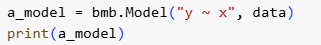 a_model = bmb.Model("y ~ x", data)
print(a_model)